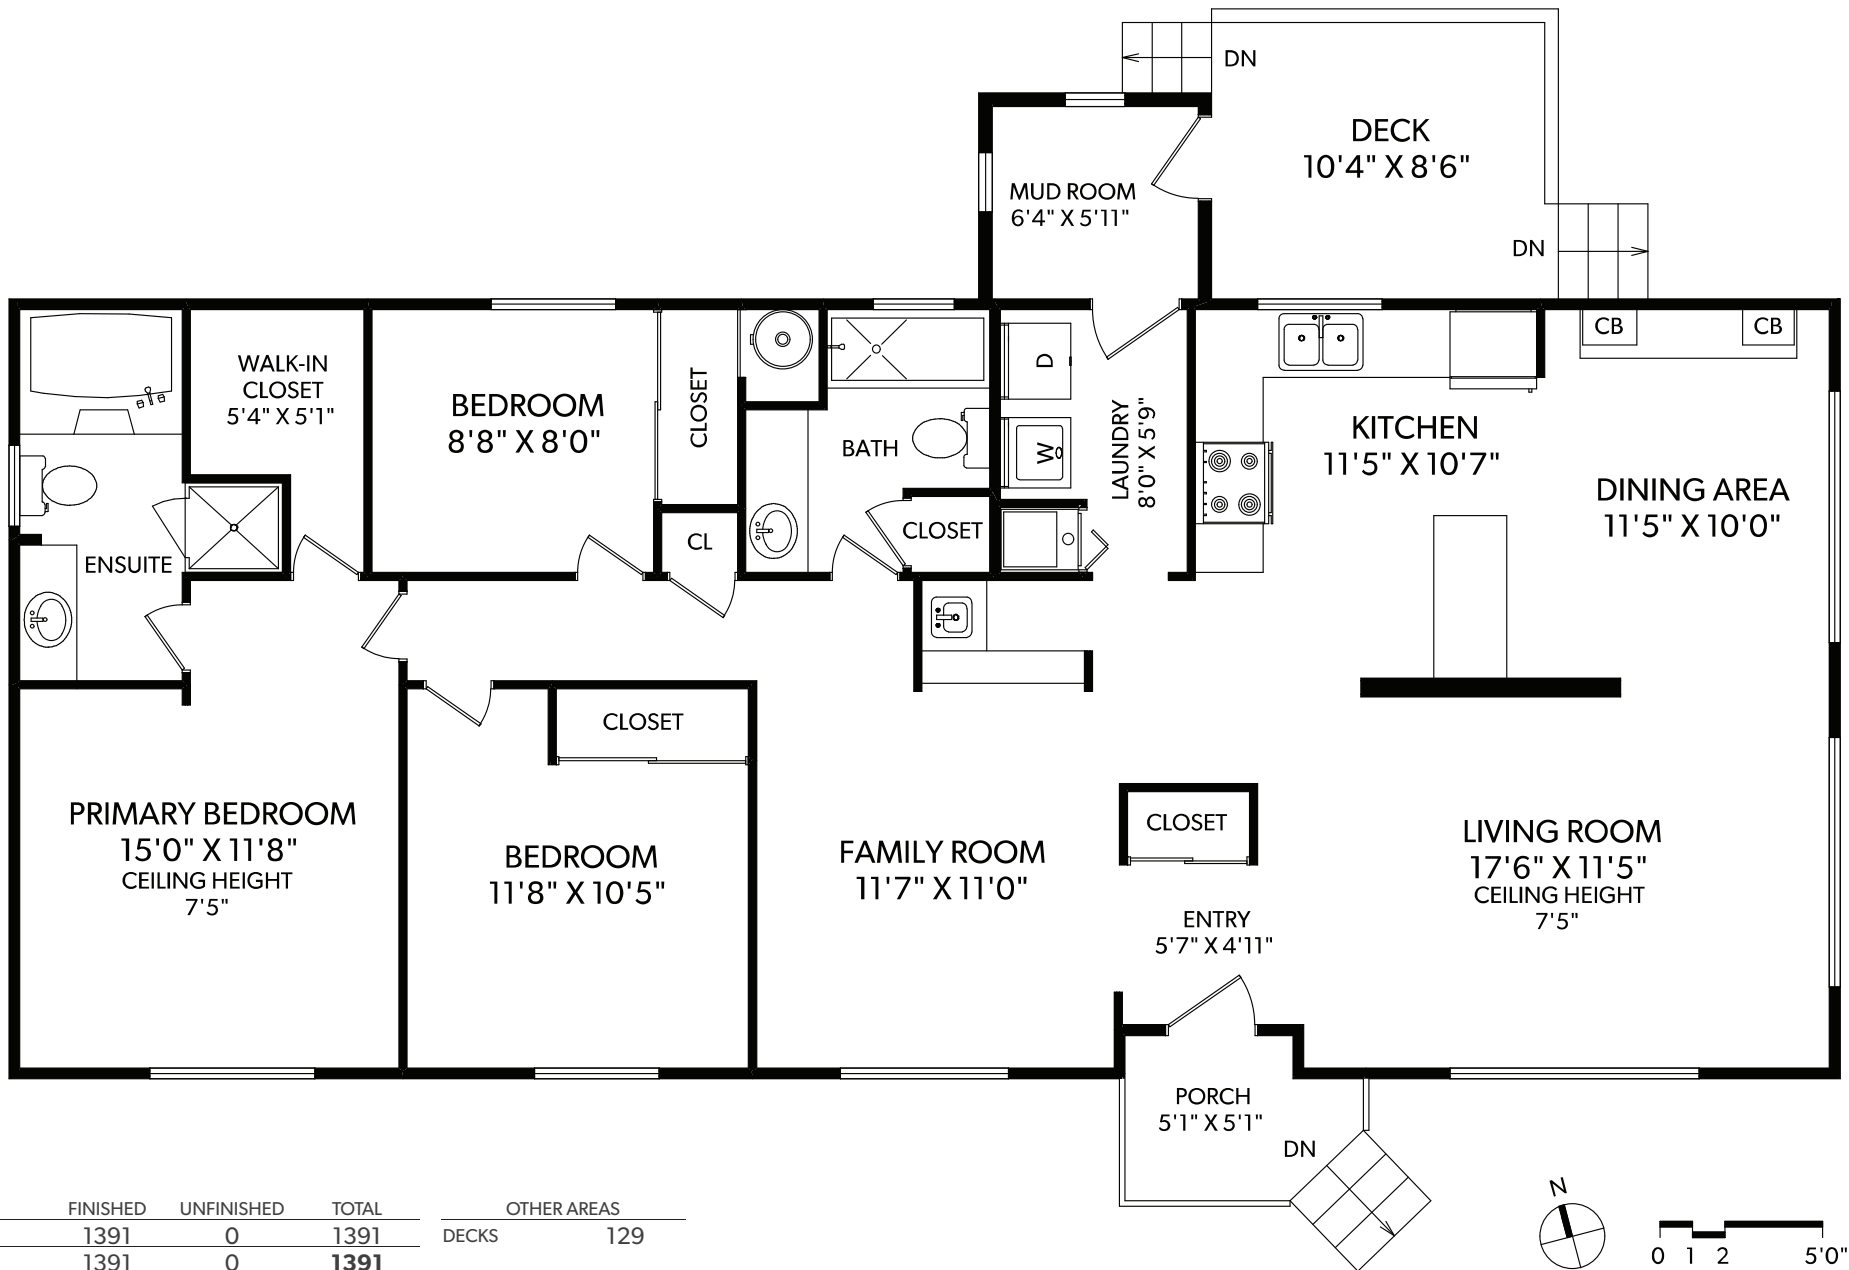 DN
DECK
10'4" X 8'6"
MUD ROOM
6'4" X 5'11"
DN
WALK-IN
CLOSET
5'4" X 5'1"
BEDROOM
8'8" X 8'0"
CLOSET
BATH
D
W
LAUNDRY
8'0" X 5'9"
CB
CB
KITCHEN
11'5" X 10'7"
DINING AREA
11'5" X 10'0"
ENSUITE
CL
CLOSET
CLOSET
PRIMARY BEDROOM
15'0" X 11'8"
CEILING HEIGHT
7'5"
BEDROOM
11'8" X 10'5"
FAMILY ROOM
11'7" X 11'0"
CLOSET
ENTRY
5'7" X 4'11"
LIVING ROOM
17'6" X 11'5"
CEILING HEIGHT
7'5"
PORCH
5'1" X 5'1"
DN
FINISHED UNFINISHED TOTAL OTHER AREAS
1391 0 1391 DECKS 129
1391 0 1391
N
0 1 2 5'0"